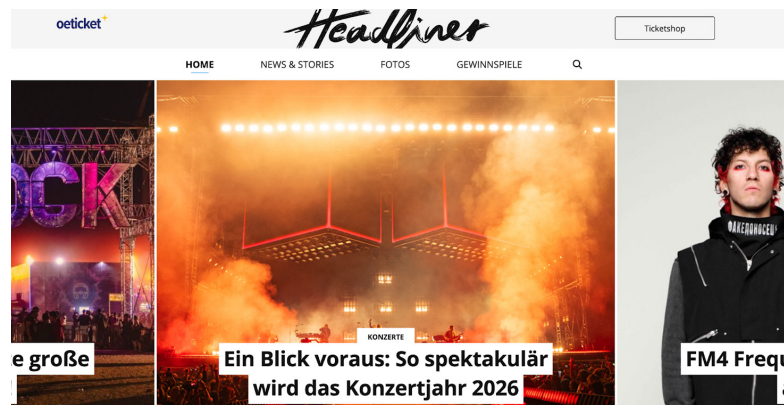 oeticket
Headliner
Ticketshop
HOME NEWS & STORIES FOTOS GEWINNSPIELE
OCK
KONZERTE
e große
Ein Blick voraus: So spektakulär
wird das Konzertjahr 2026
FM4 Frequ